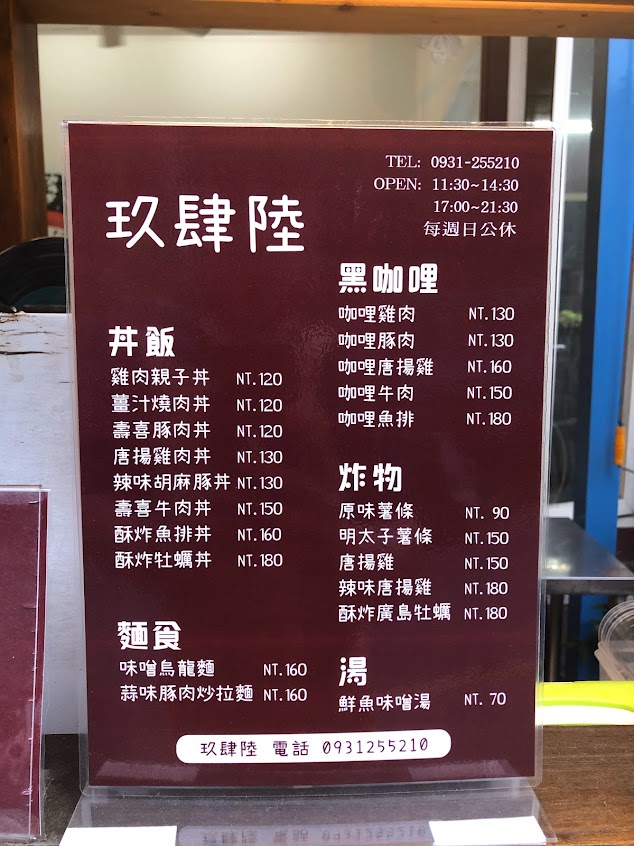 TEL: 0931-255210
OPEN: 11:30~14:30
17:00~21:30
每週日公休
玖肆陸
丼飯
雞肉親子丼 NT.120
薑汁燒肉丼 NT.120
壽喜豚肉丼 NT.120
唐揚雞肉丼 NT.130
辣味胡麻豚丼 NT.130
壽喜牛肉丼 NT.150
酥炸魚排丼 NT.160
酥炸牡蠣丼 NT.180
麵食
味噌烏龍麵 NT.160
蒜味豚肉炒拉麵 NT.160
黑咖哩
咖哩雞肉 NT.130
咖哩豚肉 NT.130
咖哩唐揚雞 NT.160
咖哩牛肉 NT.150
咖哩魚排 NT.180
炸物
原味薯條 NT. 90
明太子薯條 NT.150
唐揚雞 NT.150
辣味唐揚雞 NT.180
酥炸廣島牡蠣 NT.180
湯
鮮魚味噌湯 NT. 70
玖肆陸 電話 0931255210